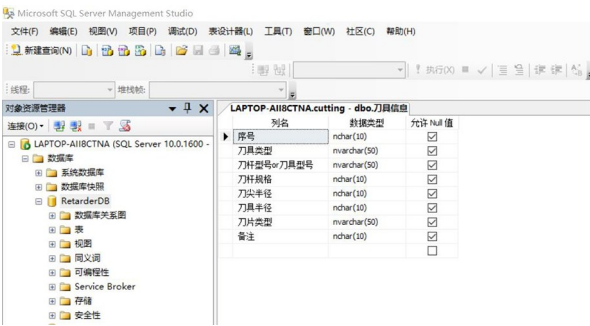 Microsoft SQL Server Management Studio
文件(F) 编辑(E) 视图(V) 项目(P) 调试(D) 表设计器(L) 工具(T) 窗口(W) 社区(C) 帮助(H)
新建查询(N)
执行(X)
线程: 堆栈帧:
对象资源管理器
连接(O)
LAPTOP-AII8CTNA (SQL Server 10.0.1600 -
数据库
系统数据库
数据库快照
RetarderDB
数据库关系图
表
视图
同义词
可编程性
Service Broker
存储
安全性
LAPTOP-AII8CTNA.cutting - dbo.刀具信息
列名 数据类型 允许 Null 值
序号 nchar(10)
刀具类型 nvarchar(50)
刀杆型号or刀具型号 nvarchar(50)
刀杆规格 nchar(10)
刀尖半径 nchar(10)
刀具半径 nchar(10)
刀片类型 nvarchar(50)
备注 nchar(10)